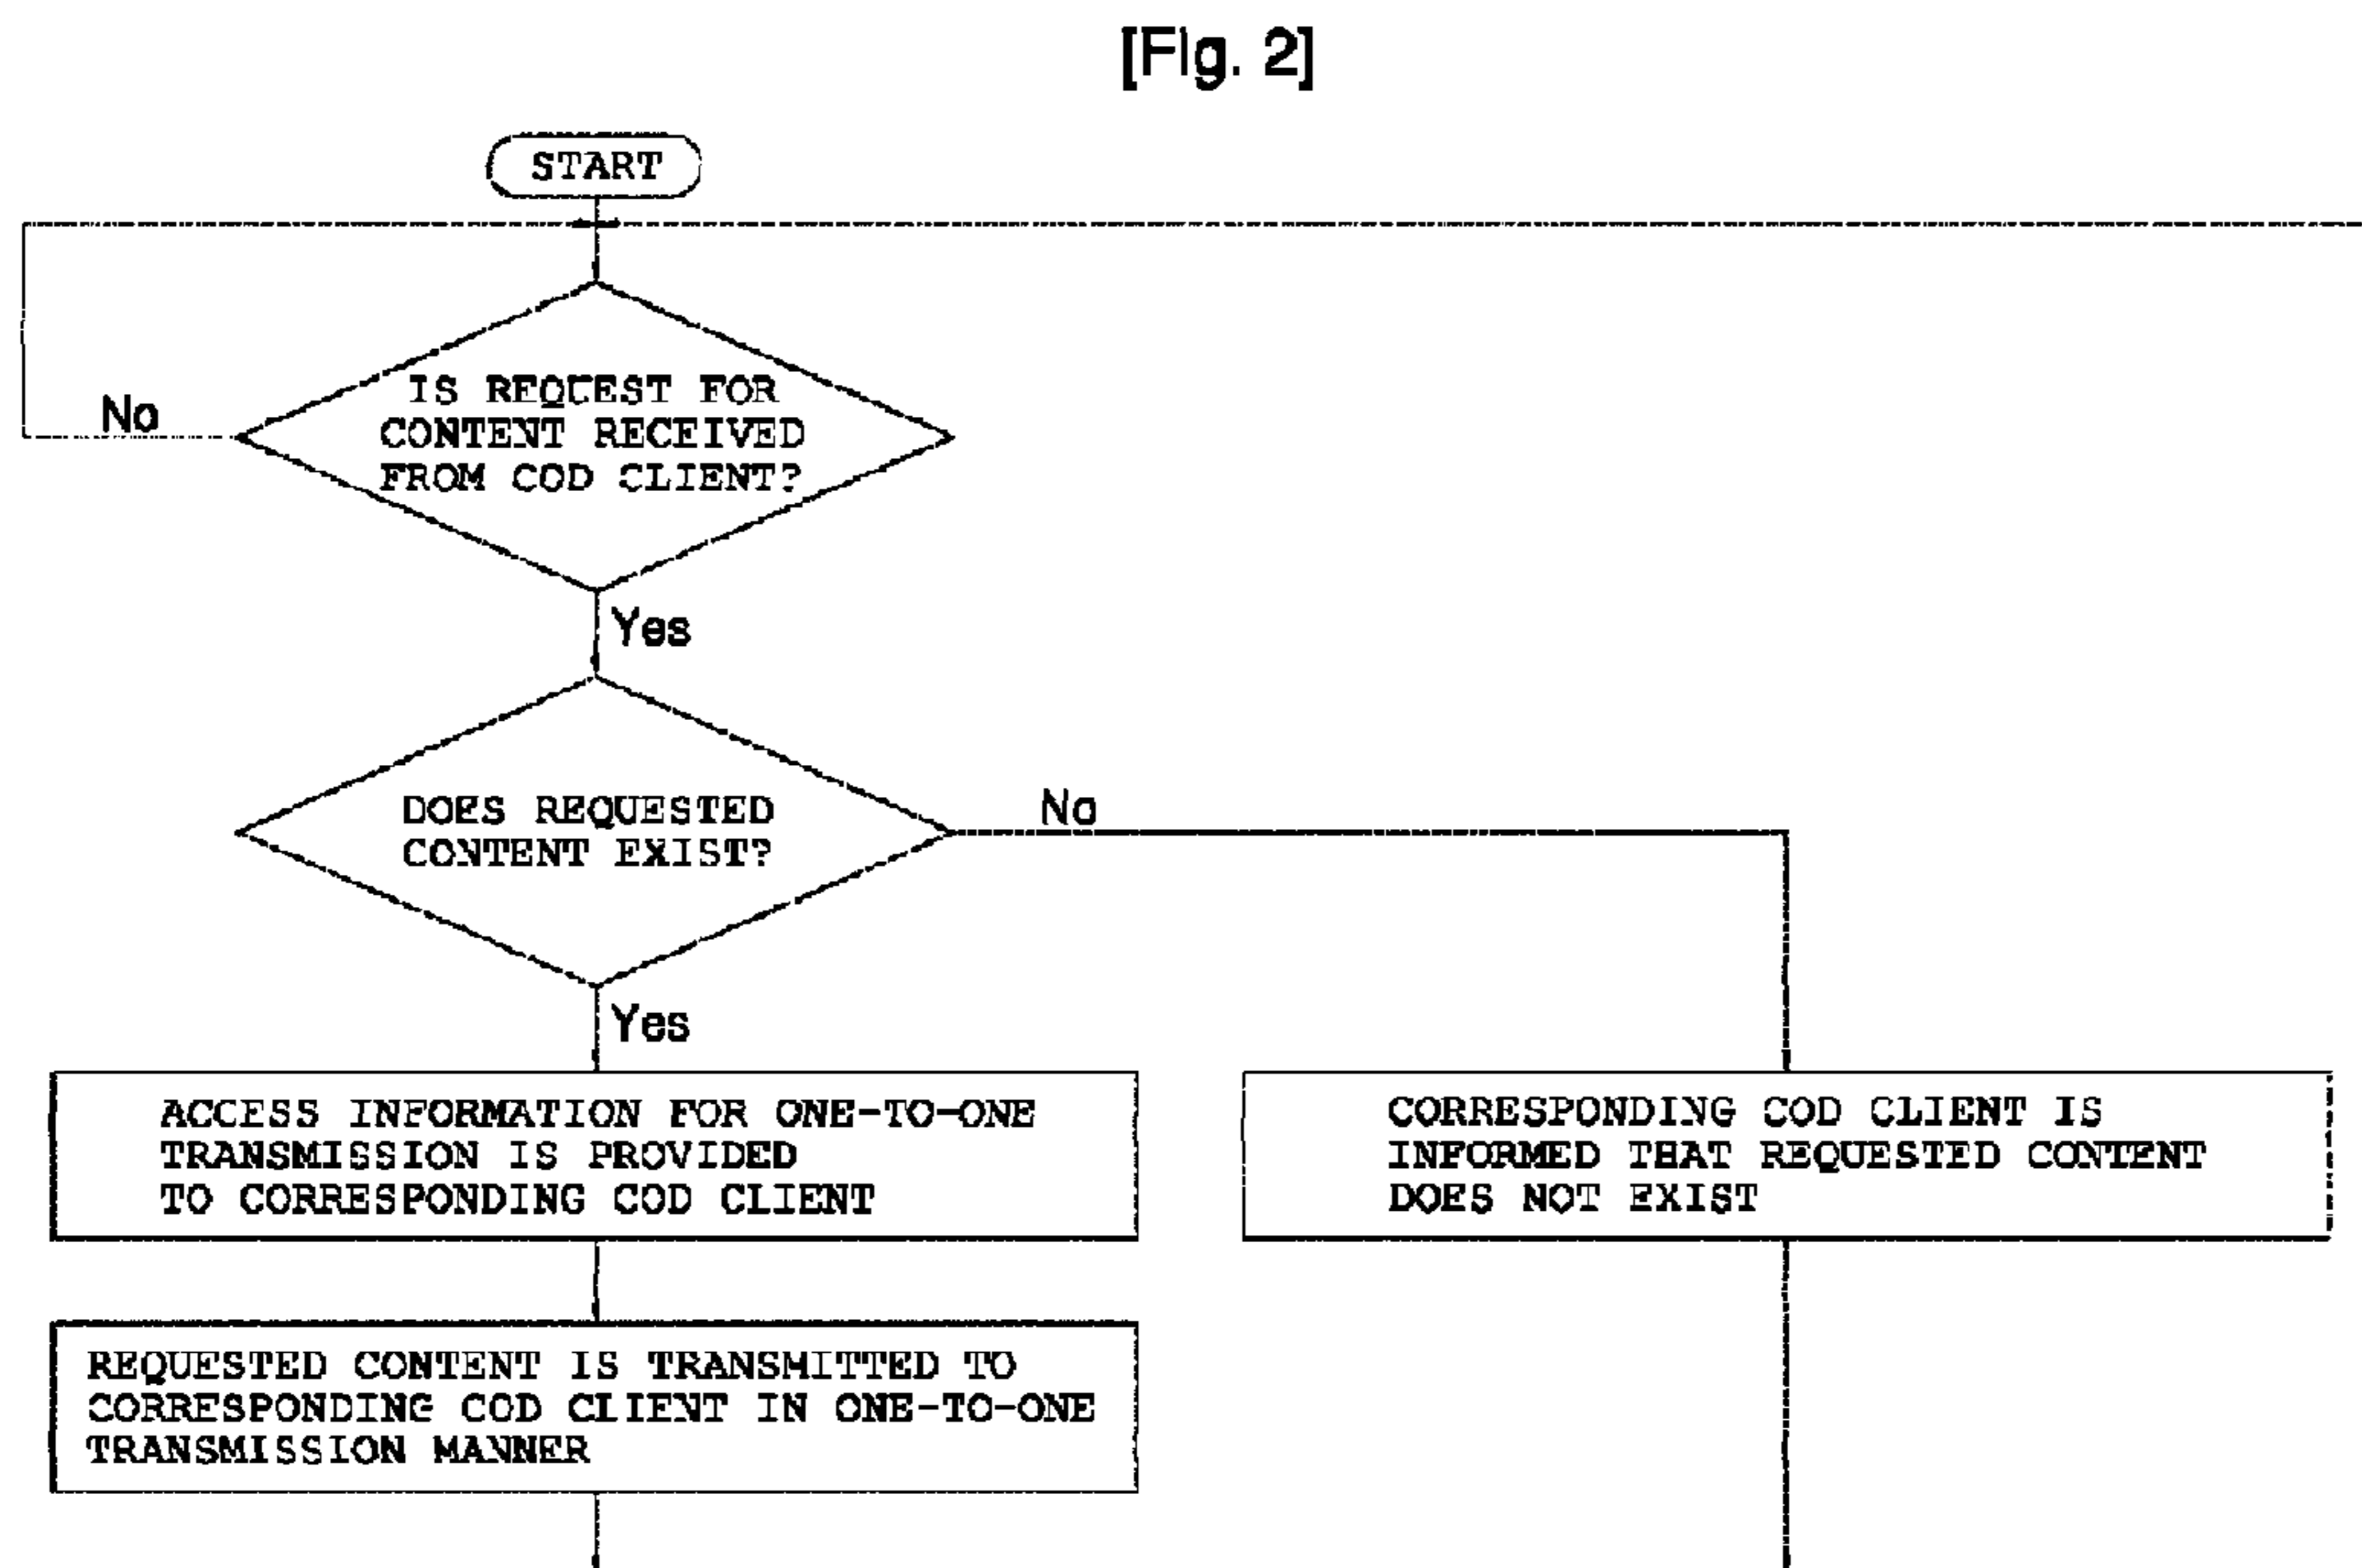 [Fig. 2]
START
IS REQUEST FOR
CONTENT RECEIVED
FROM COD CLIENT?
No
Yes
DOES REQUESTED
CONTENT EXIST?
No
Yes
ACCESS INFORMATION FOR ONE-TO-ONE
TRANSMISSION IS PROVIDED
TO CORRESPONDING COD CLIENT
CORRESPONDING COD CLIENT IS
INFORMED THAT REQUESTED CONTENT
DOES NOT EXIST
REQUESTED CONTENT IS TRANSMITTED TO
CORRESPONDING COD CLIENT IN ONE-TO-ONE
TRANSMISSION MANNER